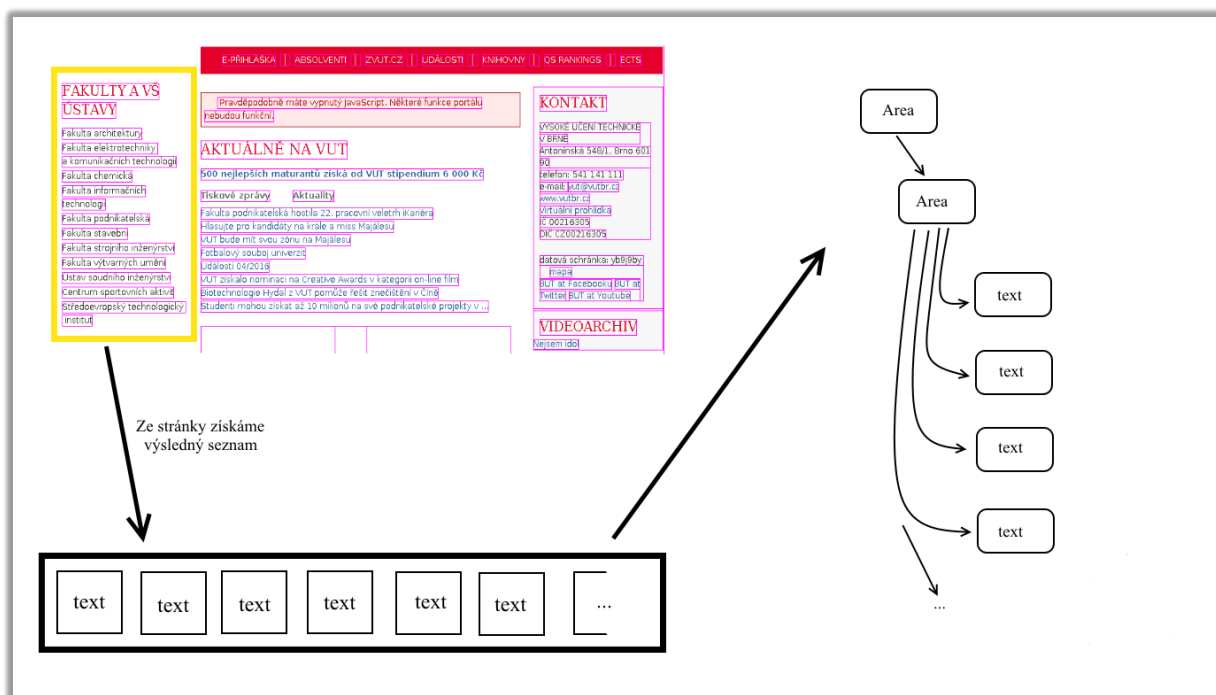 E-PŘIHLÁŠKA ABSOLVENTI ZVUT.CZ UDÁLOSTI KNIHOVNY QS RANKINGS ECTS
FAKULTY A VŠ
ÚSTAVY
Fakulta architektury
Fakulta elektrotechniky
a komunikačních technologií
Fakulta chemická
Fakulta informačních
technologií
Fakulta podnikatelská
Fakulta stavební
Fakulta strojního inženýrství
Fakulta výtvarných umění
Ústav soudního inženýrství
Centrum sportovních aktivit
Středoevropský technologický
institut
Pravděpodobně máte vypnutý JavaScript. Některé funkce portálu
nebudou funkční.
AKTUÁLNĚ NA VUT
500 nejlepších maturantů získá od VUT stipendium 6 000 Kč
Tiskové zprávy Aktuality
Fakulta podnikatelská hostila 22. pracovní veletrh iKariéra
Hlasujte pro kandidáty na krále a miss Majálesu
VUT bude mít svou zónu na Majálesu
Fotbalový souboj univerzit
Události 04/2016
VUT získalo nominaci na Creative Awards v kategorii on-line film
Biotechnologie Hydal z VUT pomůže řešit znečištění v Číně
Studenti mohou získat až 10 milionů na své podnikatelské projekty v ...
KONTAKT
VYSOKÉ UČENÍ TECHNICKÉ
V BRNĚ
Antonínská 548/1. Brno 601
90
telefon: 541 141 111
e-mail: vut@vutbr.cz
www.vutbr.cz
Virtuální prohlídka
IČ 00216305
DIČ CZ00216305
datová schránka: yb9j9by
mapa
BUT at Facebooku BUT at
Twitter BUT at Youtube
VIDEOARCHIV
Nejsem idol
Ze stránky získáme
výsledný seznam
text text text text text text ...
Area
Area
text
text
text
text
...